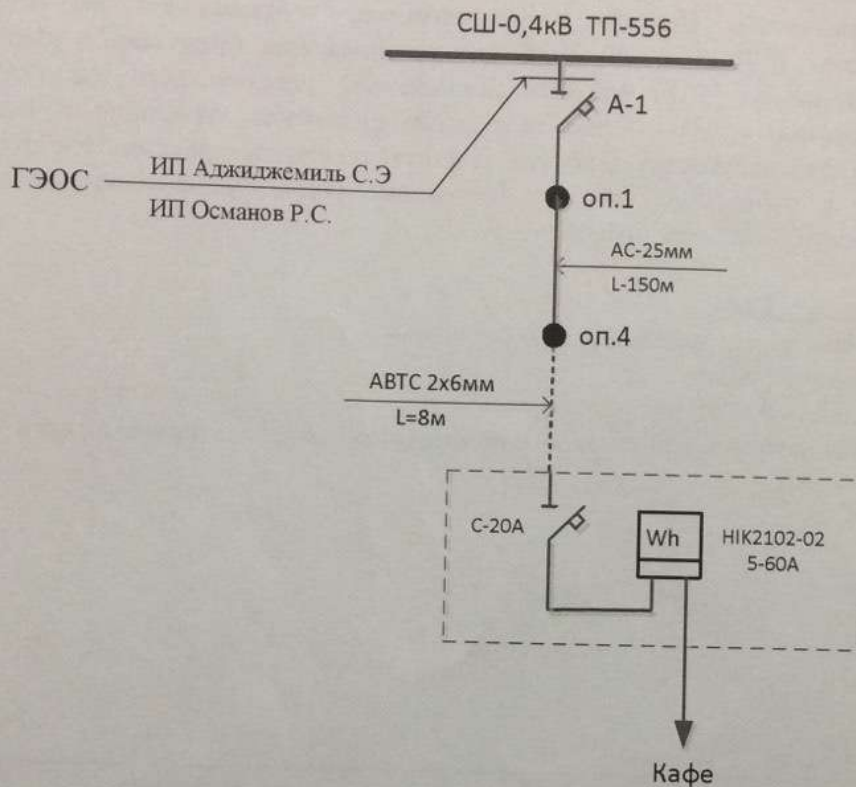 СШ-0,4кВ ТП-556
А-1
ГЭОС
ИП Аджиджемиль С.Э
ИП Османов Р.С.
оп.1
АС-25мм
L-150м
оп.4
АВТС 2х6мм
L=8м
С-20А
Wh
НІК2102-02
5-60А
Кафе